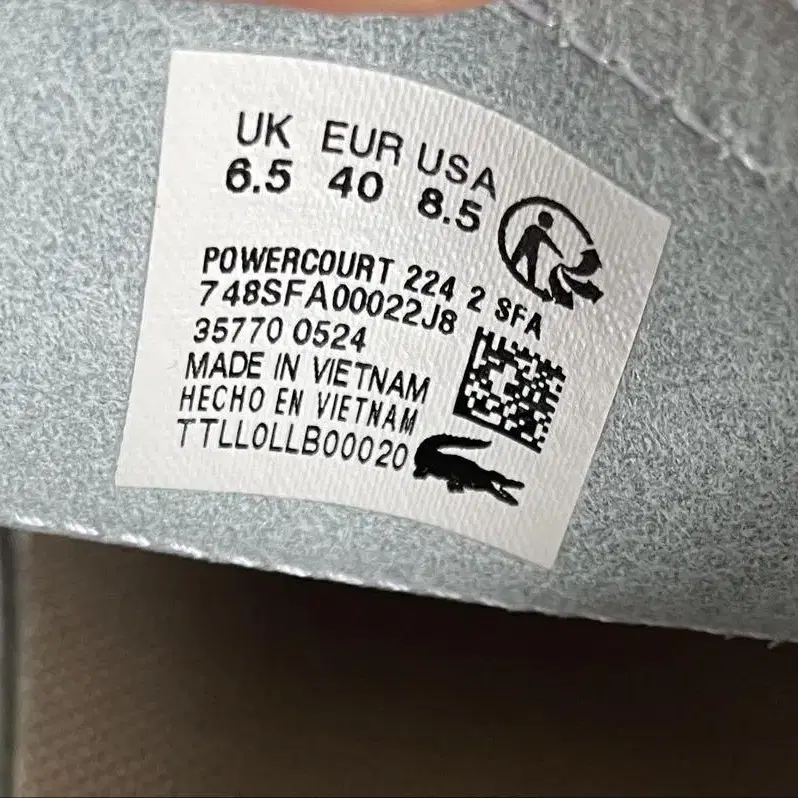 UK EUR USA
6.5 40 8.5
POWERCOURT 224 2 SFA
748SFA00022J8
35770 0524
MADE IN VIETNAM
HECHO EN VIETNAM
TTLLOLLB00020